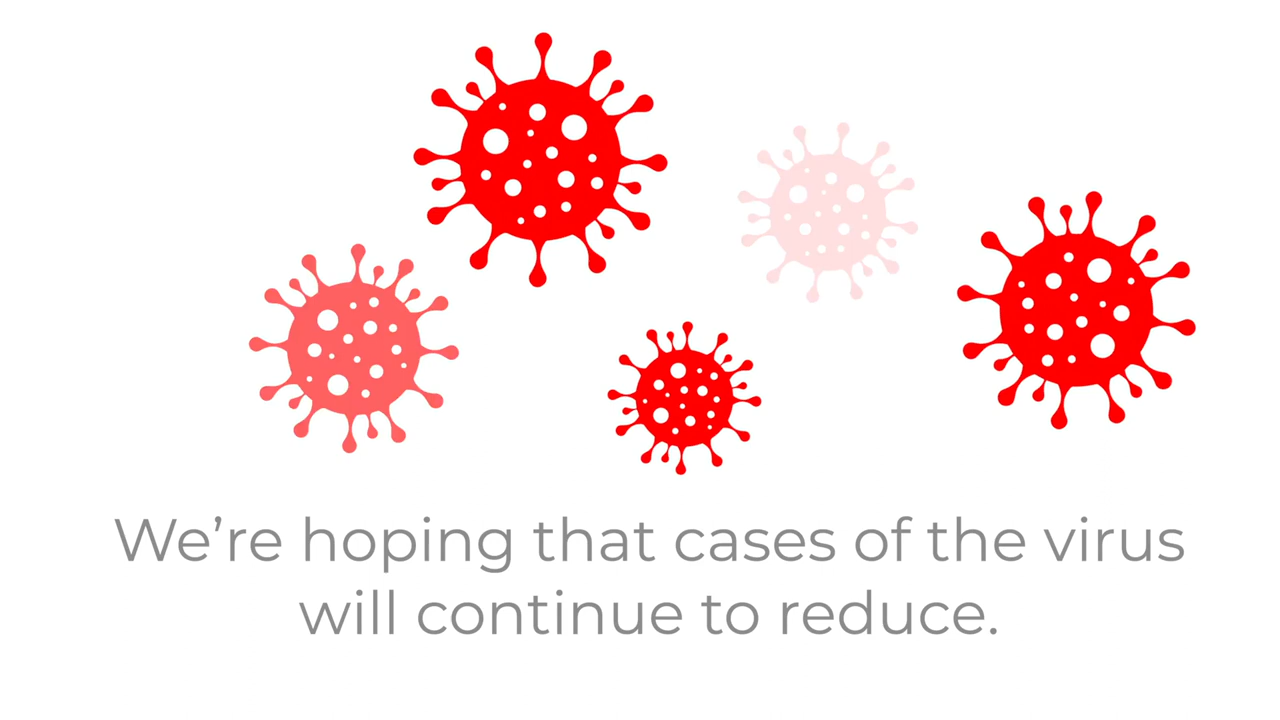 We’re hoping that cases of the virus
will continue to reduce.